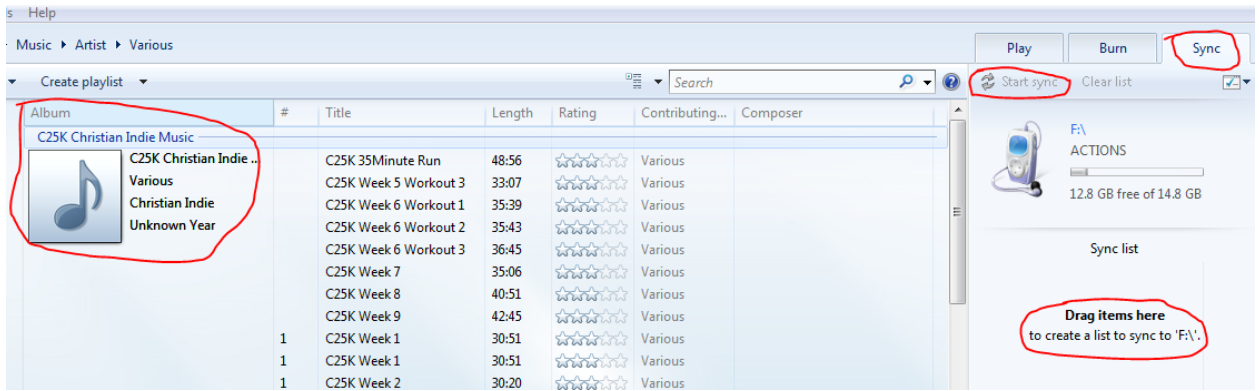 s Help
Music ▸ Artist ▸ Various
Play Burn Sync
Create playlist Search Start sync Clear list
Album # Title Length Rating Contributing... Composer
C25K Christian Indie Music
C25K Christian Indie ..
Various
Christian Indie
Unknown Year
C25K 35Minute Run 48:56 Various
C25K Week 5 Workout 3 33:07 Various
C25K Week 6 Workout 1 35:39 Various
C25K Week 6 Workout 2 35:43 Various
C25K Week 6 Workout 3 36:45 Various
C25K Week 7 35:06 Various
C25K Week 8 40:51 Various
C25K Week 9 42:45 Various
1 C25K Week 1 30:51 Various
1 C25K Week 1 30:51 Various
1 C25K Week 2 30:20 Various
F:\
ACTIONS
12.8 GB free of 14.8 GB
Sync list
Drag items here
to create a list to sync to 'F:\'.